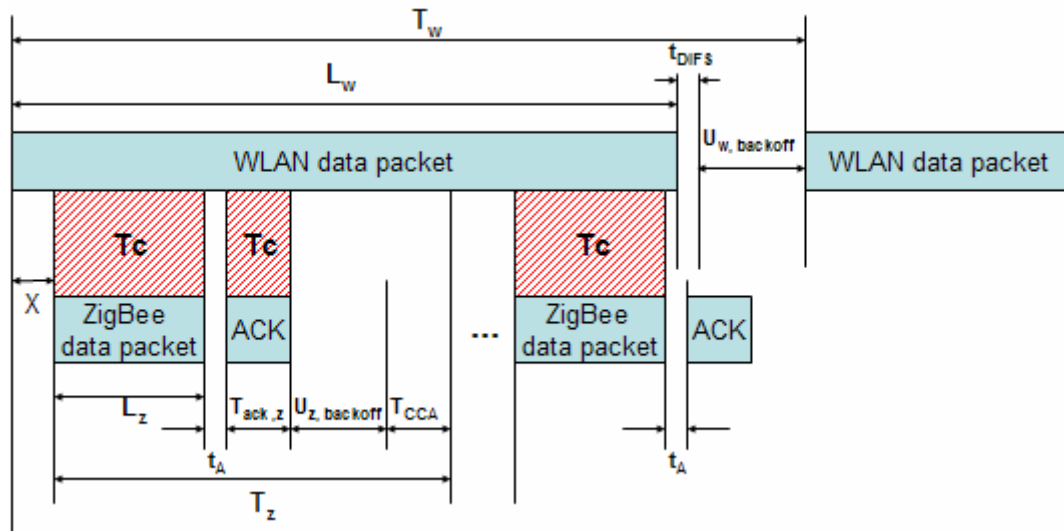 T_w
t_DIFS
L_w
U_w, backoff
WLAN data packet
WLAN data packet
Tc
Tc
Tc
X
ZigBee
data packet
ACK
...
ZigBee
data packet
ACK
L_z
T_ack,z
U_z, backoff
T_CCA
t_A
t_A
T_z